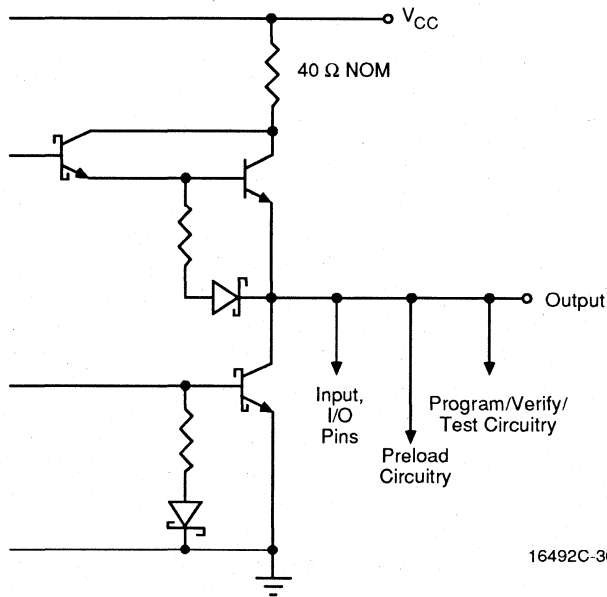 VCC
40 Ω NOM
Output
Input,
I/O
Pins
Program/Verify/
Test Circuitry
Preload
Circuitry